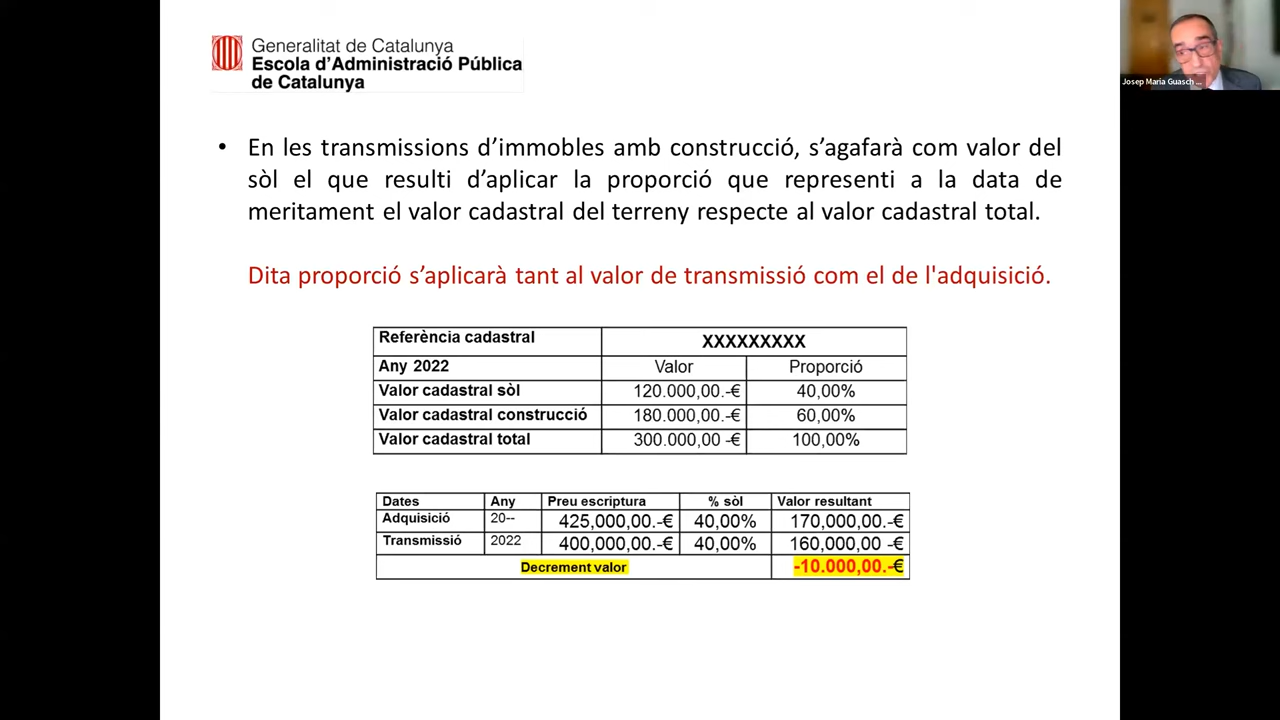 Generalitat de Catalunya
Escola d'Administració Pública
de Catalunya
Josep Maria Guasch ...
• En les transmissions d'immobles amb construcció, s'agafarà com valor del
sòl el que resulti d'aplicar la proporció que representi a la data de
meritament el valor cadastral del terreny respecte al valor cadastral total.
Dita proporció s'aplicarà tant al valor de transmissió com el de l'adquisició.
Referència cadastral XXXXXXXXX
Any 2022 Valor Proporció
Valor cadastral sòl 120.000,00.-€ 40,00%
Valor cadastral construcció 180.000,00.-€ 60,00%
Valor cadastral total 300.000,00 -€ 100,00%
Dates Any Preu escriptura % sòl Valor resultant
Adquisició 20-- 425,000,00.-€ 40,00% 170,000,00.-€
Transmissió 2022 400,000,00.-€ 40,00% 160,000,00 -€
Decrement valor -10.000,00.-€